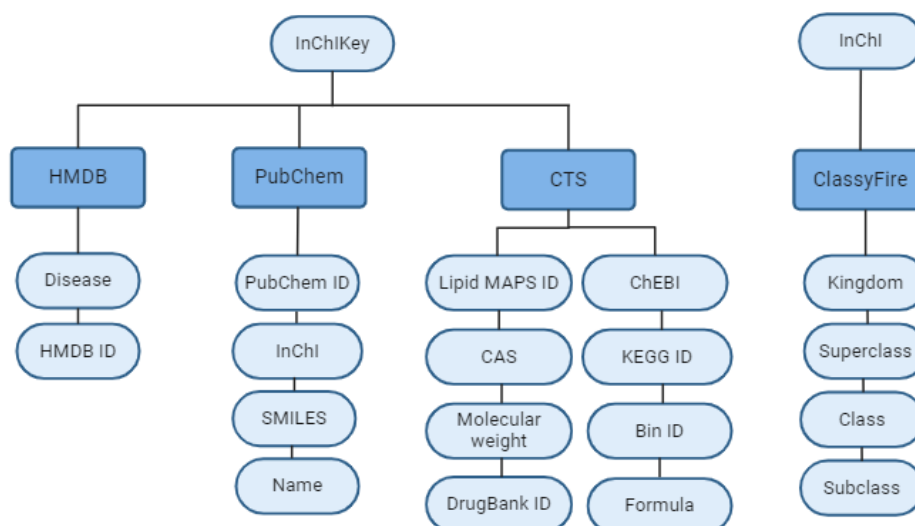 InChIKey
InChI
HMDB
PubChem
CTS
ClassyFire
Disease
PubChem ID
Lipid MAPS ID
ChEBI
Kingdom
HMDB ID
InChI
CAS
KEGG ID
Superclass
SMILES
Molecular
weight
Bin ID
Class
Name
DrugBank ID
Formula
Subclass